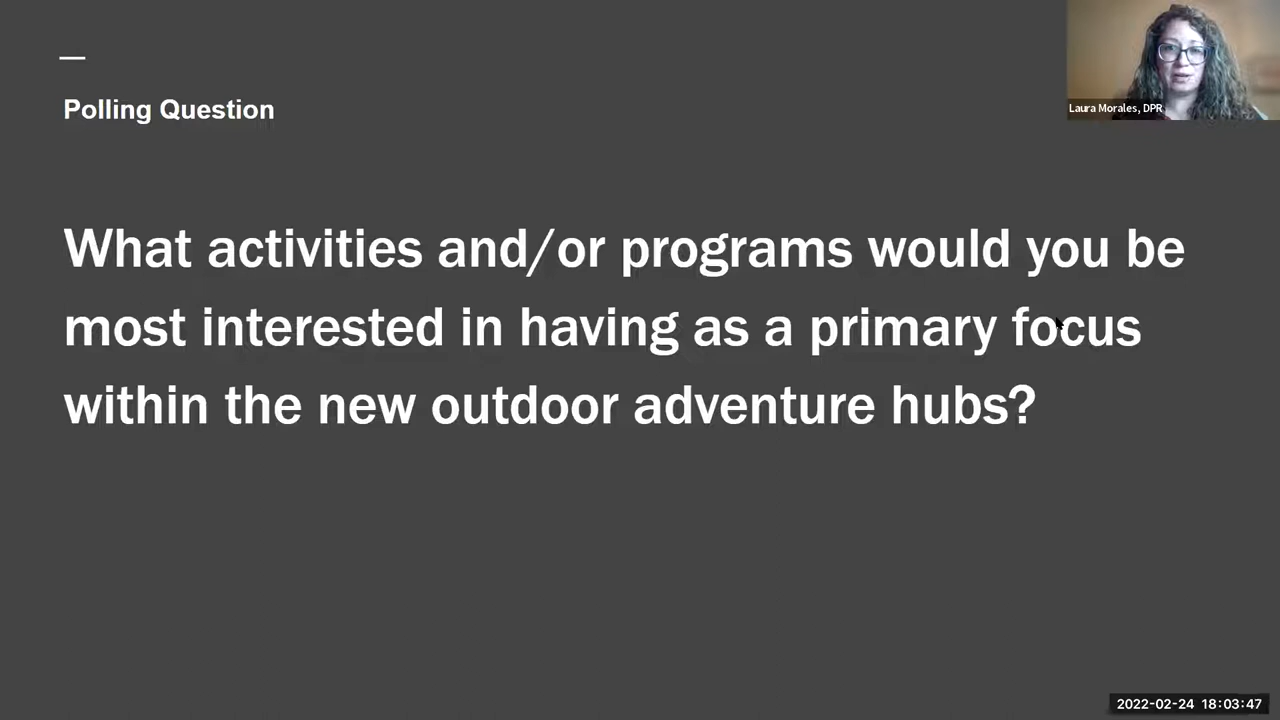 Polling Question
Laura Morales, DPR
What activities and/or programs would you be
most interested in having as a primary focus
within the new outdoor adventure hubs?
2022-02-24 18:03:47